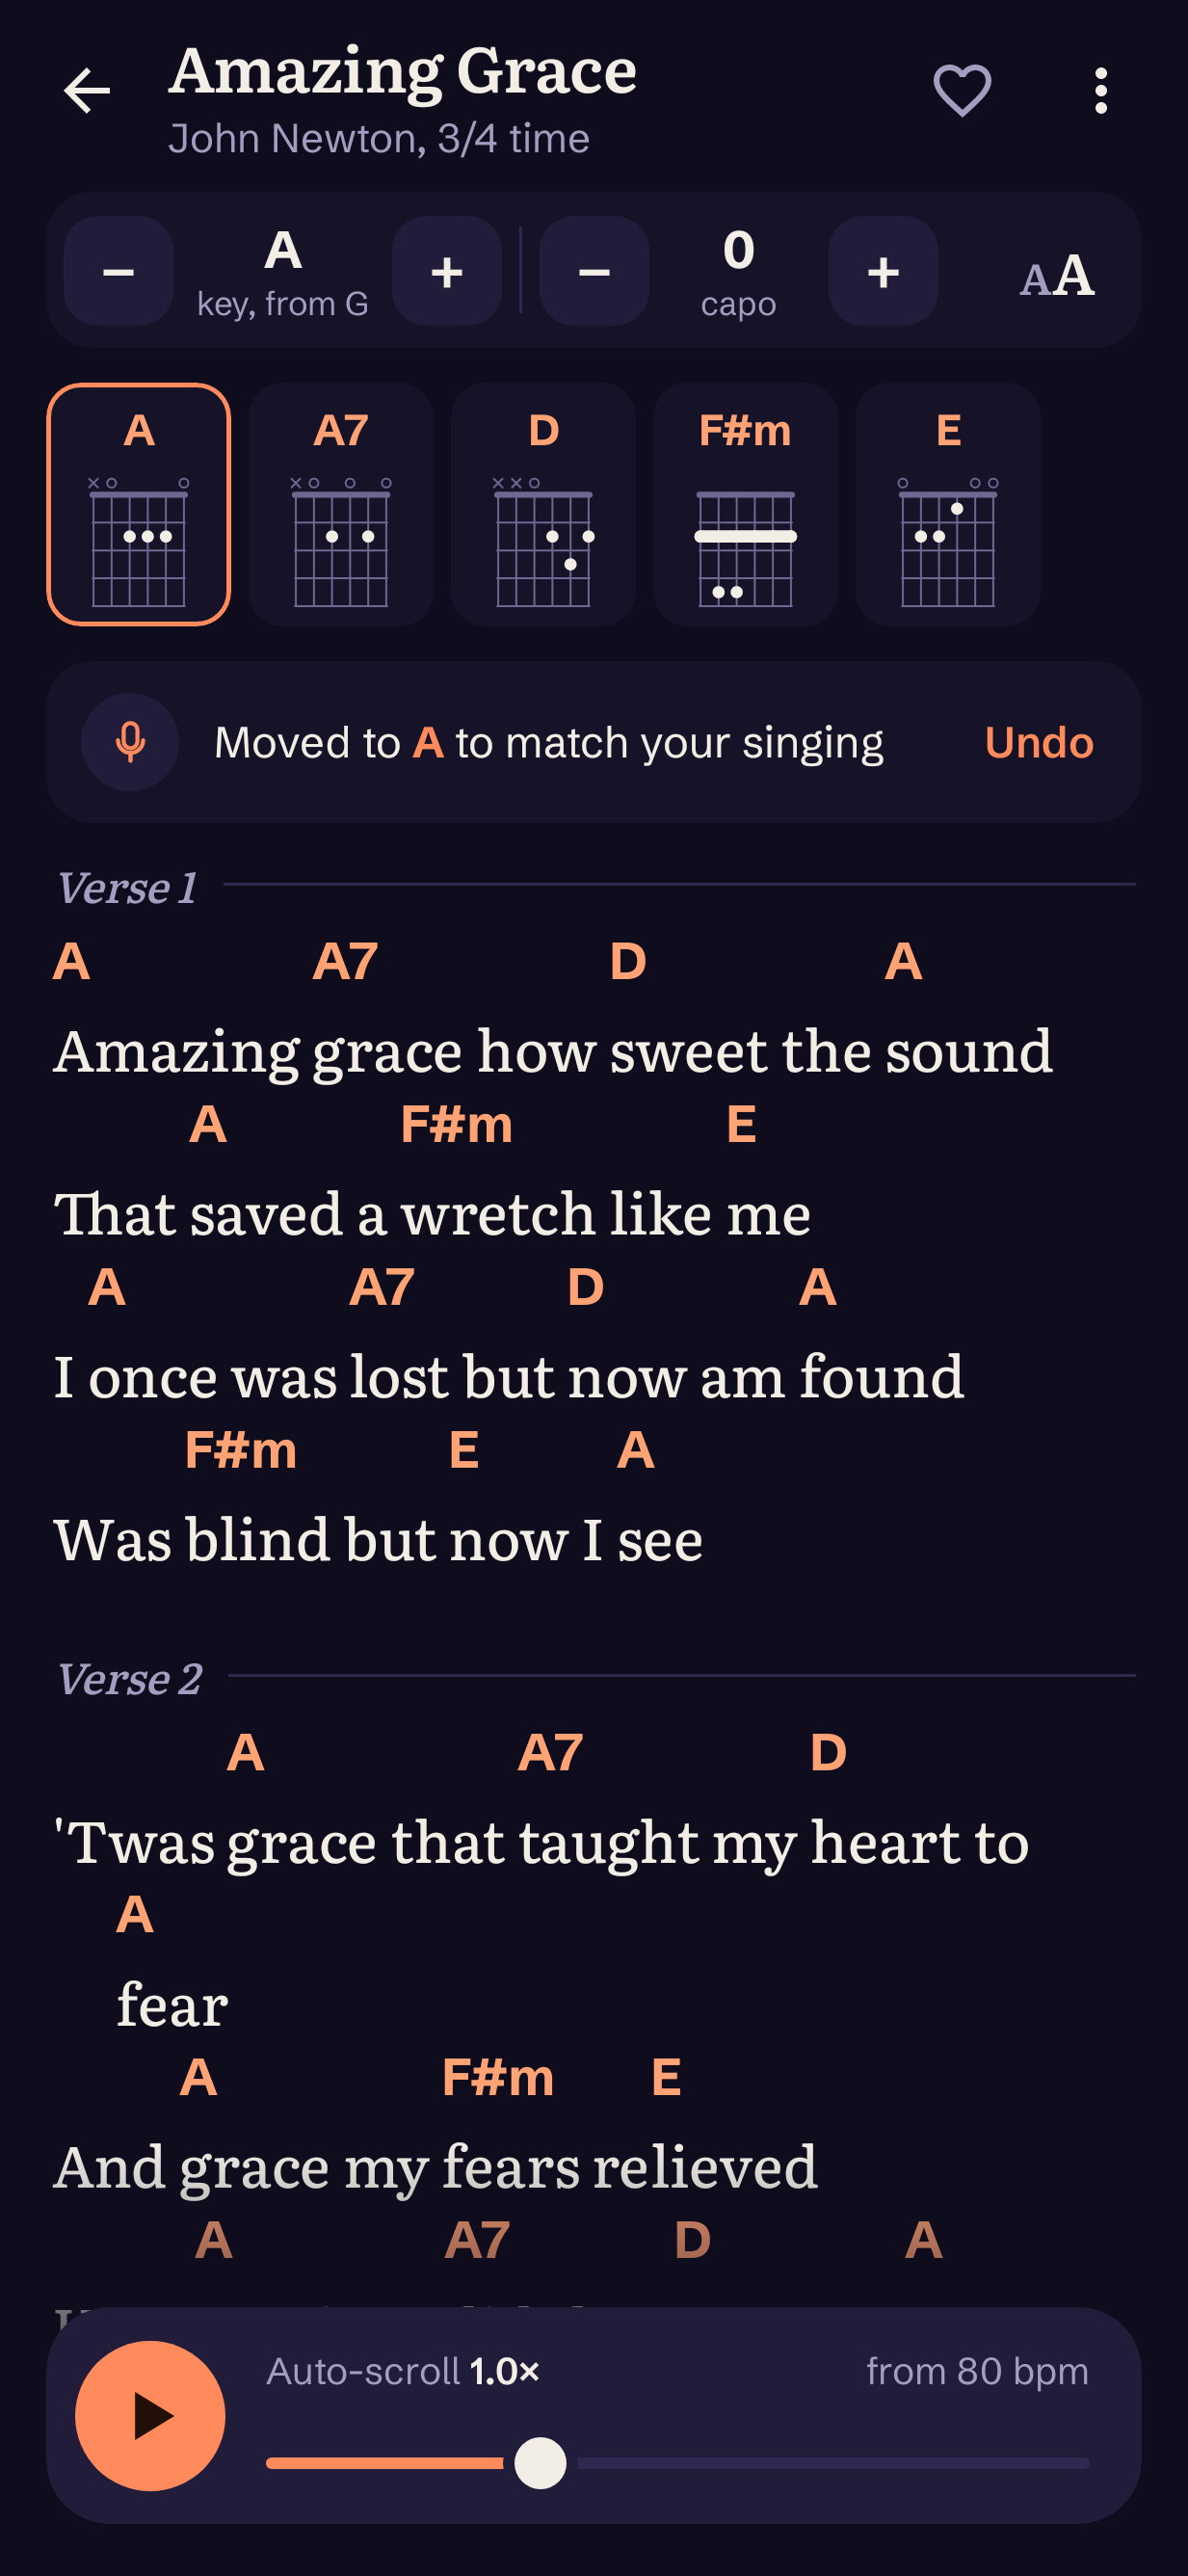 Amazing Grace
John Newton, 3/4 time
− A + − 0 + AA
key, from G capo
A A7 D F#m E
Moved to A to match your singing Undo
Verse 1
A A7 D A
Amazing grace how sweet the sound
A F#m E
That saved a wretch like me
A A7 D A
I once was lost but now am found
F#m E A
Was blind but now I see
Verse 2
A A7 D
'Twas grace that taught my heart to
A
fear
A F#m E
And grace my fears relieved
A A7 D A
Auto-scroll 1.0× from 80 bpm